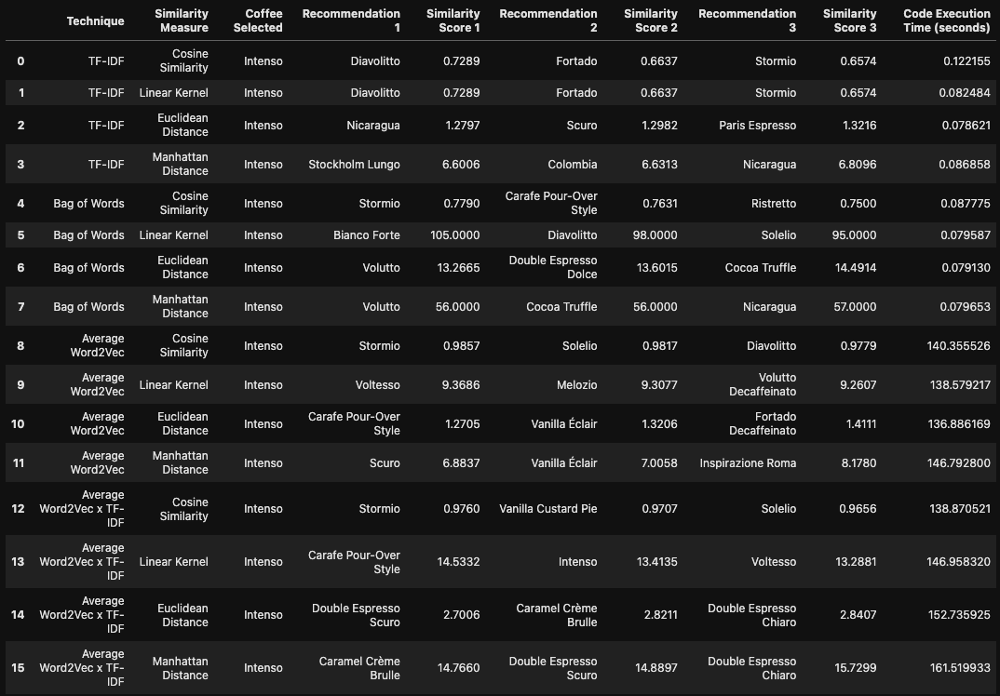 Technique Similarity Measure Coffee Selected Recommendation 1 Similarity Score 1 Recommendation 2 Similarity Score 2 Recommendation 3 Similarity Score 3 Code Execution Time (seconds)
0 TF-IDF Cosine Similarity Intenso Diavolitto 0.7289 Fortado 0.6637 Stormio 0.6574 0.122155
1 TF-IDF Linear Kernel Intenso Diavolitto 0.7289 Fortado 0.6637 Stormio 0.6574 0.082484
2 TF-IDF Euclidean Distance Intenso Nicaragua 1.2797 Scuro 1.2982 Paris Espresso 1.3216 0.078621
3 TF-IDF Manhattan Distance Intenso Stockholm Lungo 6.6006 Colombia 6.6313 Nicaragua 6.8096 0.086858
4 Bag of Words Cosine Similarity Intenso Stormio 0.7790 Carafe Pour-Over Style 0.7631 Ristretto 0.7500 0.087775
5 Bag of Words Linear Kernel Intenso Bianco Forte 105.0000 Diavolitto 98.0000 Solelio 95.0000 0.079587
6 Bag of Words Euclidean Distance Intenso Volutto 13.2665 Double Espresso Dolce 13.6015 Cocoa Truffle 14.4914 0.079130
7 Bag of Words Manhattan Distance Intenso Volutto 56.0000 Cocoa Truffle 56.0000 Nicaragua 57.0000 0.079653
8 Average Word2Vec Cosine Similarity Intenso Stormio 0.9857 Solelio 0.9817 Diavolitto 0.9779 140.355526
9 Average Word2Vec Linear Kernel Intenso Voltesso 9.3686 Melozio 9.3077 Volutto Decaffeinato 9.2607 138.579217
10 Average Word2Vec Euclidean Distance Intenso Carafe Pour-Over Style 1.2705 Vanilla Éclair 1.3206 Fortado Decaffeinato 1.4111 136.886169
11 Average Word2Vec Manhattan Distance Intenso Scuro 6.8837 Vanilla Éclair 7.0058 Inspirazione Roma 8.1780 146.792800
12 Average Word2Vec x TF-IDF Cosine Similarity Intenso Stormio 0.9760 Vanilla Custard Pie 0.9707 Solelio 0.9656 138.870521
13 Average Word2Vec x TF-IDF Linear Kernel Intenso Carafe Pour-Over Style 14.5332 Intenso 13.4135 Voltesso 13.2881 146.958320
14 Average Word2Vec x TF-IDF Euclidean Distance Intenso Double Espresso Scuro 2.7006 Caramel Crème Brulle 2.8211 Double Espresso Chiaro 2.8407 152.735925
15 Average Word2Vec x TF-IDF Manhattan Distance Intenso Caramel Crème Brulle 14.7660 Double Espresso Scuro 14.8897 Double Espresso Chiaro 15.7299 161.519933